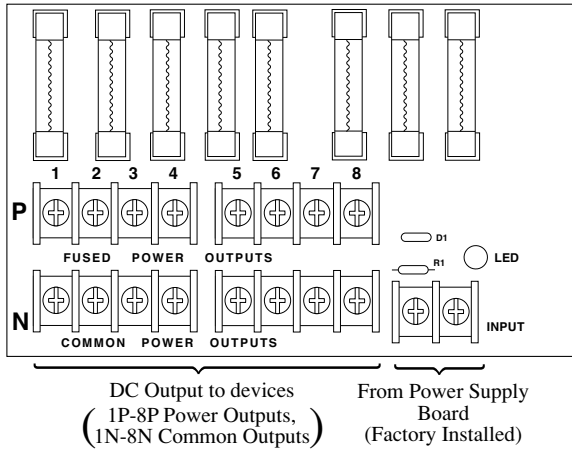 1 2 3 4 5 6 7 8
P
D1
FUSED POWER OUTPUTS
LED
R1
N
INPUT
COMMON POWER OUTPUTS
DC Output to devices
(1P-8P Power Outputs,
1N-8N Common Outputs)
From Power Supply
Board
(Factory Installed)